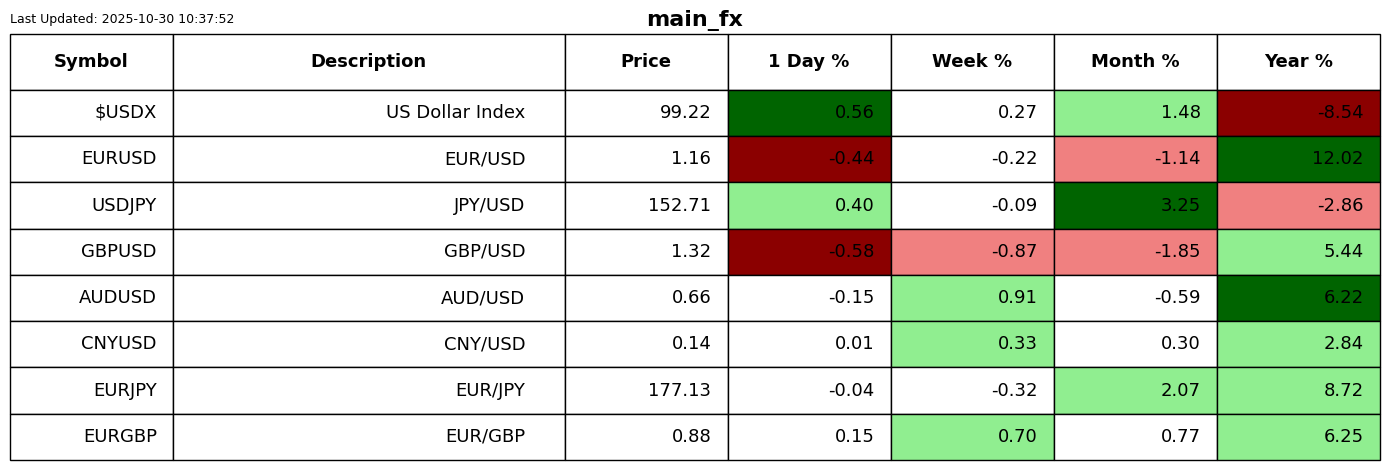 Last Updated: 2025-10-30 10:37:52
main_fx
Symbol Description Price 1 Day % Week % Month % Year %
$USDX US Dollar Index 99.22 0.56 0.27 1.48 -8.54
EURUSD EUR/USD 1.16 -0.44 -0.22 -1.14 12.02
USDJPY JPY/USD 152.71 0.40 -0.09 3.25 -2.86
GBPUSD GBP/USD 1.32 -0.58 -0.87 -1.85 5.44
AUDUSD AUD/USD 0.66 -0.15 0.91 -0.59 6.22
CNYUSD CNY/USD 0.14 0.01 0.33 0.30 2.84
EURJPY EUR/JPY 177.13 -0.04 -0.32 2.07 8.72
EURGBP EUR/GBP 0.88 0.15 0.70 0.77 6.25